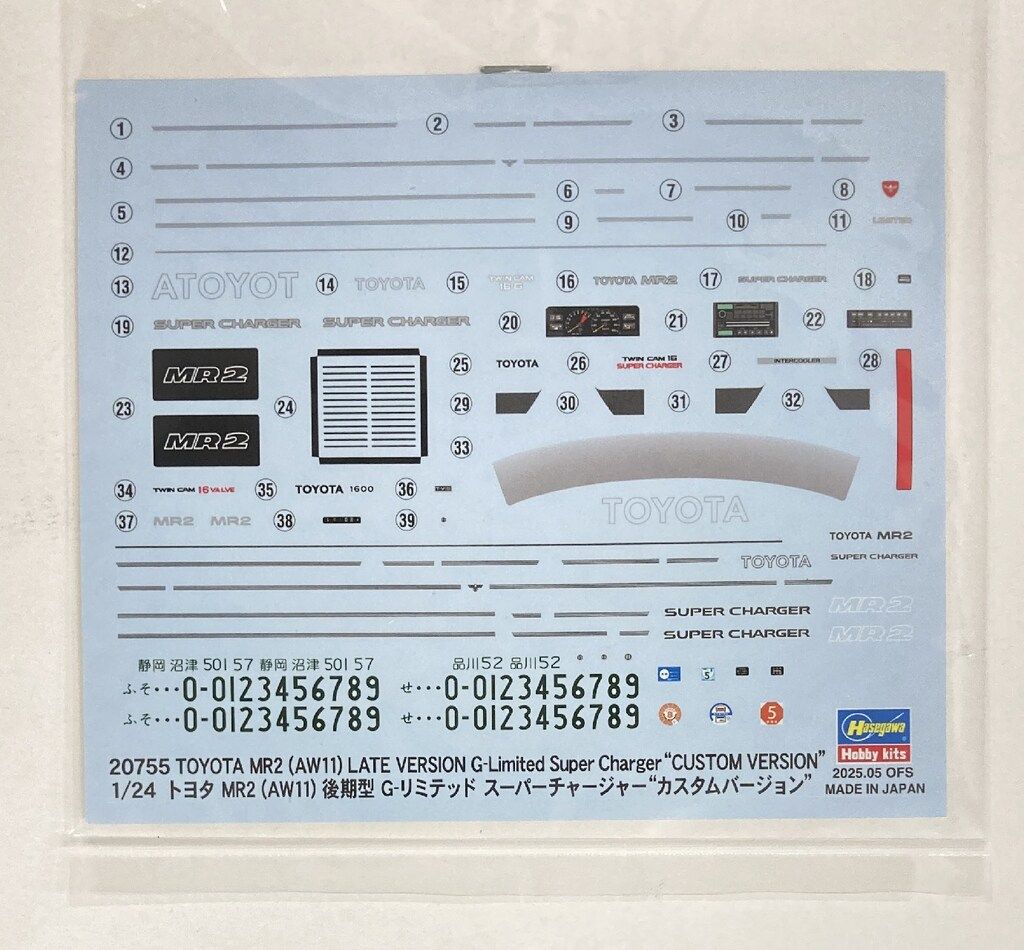 1 2 3
4
6 7 8
5
9 10 11 LIMITED
12
13 ATOYOT 14 TOYOTA 15 TWIN CAM 16 TOYOTA MR2 17 SUPER CHARGER 18
19 SUPER CHARGER SUPER CHARGER 20 21 22
MR2 25 TOYOTA 26 TWIN CAM 16 27 INTERCOOLER 28
SUPER CHARGER
23 24 29 30 31 32
MR2 33
34 TWIN CAM 16 VALVE 35 TOYOTA 1600 36
TOYOTA
37 MR2 MR2 38 39
TOYOTA MR2
TOYOTA SUPER CHARGER
SUPER CHARGER MR2
SUPER CHARGER MR2
静岡 沼津 501 57 静岡 沼津 501 57 品川52 品川52
ふそ・・・0-0123456789 せ・・・0-0123456789 5
ふそ・・・0-0123456789 せ・・・0-0123456789 8 5
Hasegawa
Hobby kits
20755 TOYOTA MR2 (AW11) LATE VERSION G-Limited Super Charger “CUSTOM VERSION” 2025.05 OFS
1/24 トヨタ MR2 (AW11) 後期型 G-リミテッド スーパーチャージャー“カスタムバージョン” MADE IN JAPAN